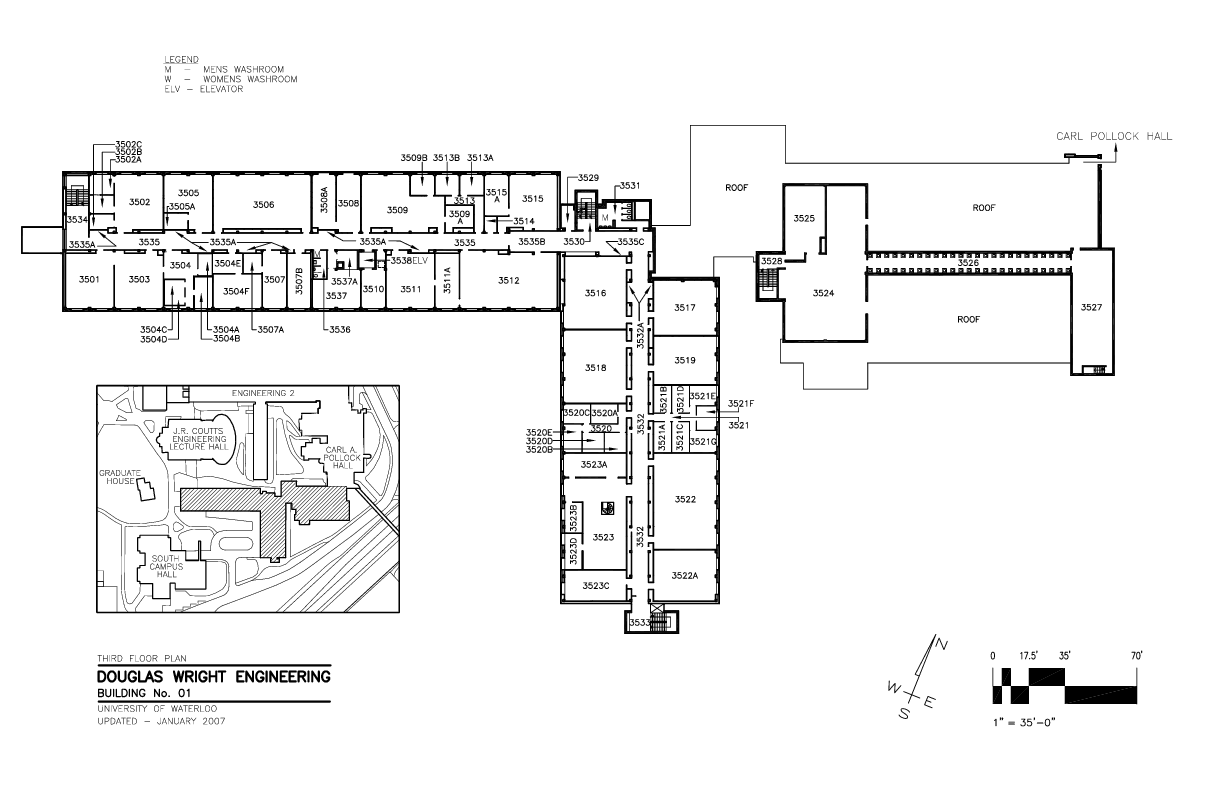 LEGEND
M – MENS WASHROOM
W – WOMENS WASHROOM
ELV – ELEVATOR
CARL POLLOCK HALL
3502C
3502B
3502A
3509B 3513B 3513A
3529
3531
3502 3505 3506 3508A 3508 3509 3513 3515 A 3515
3505A 3509 A 3514
3534 M
3535A 3535 3535A 3535A 3535 3535B 3530 3535C
3504 3504E 3538 ELV
3501 3503 3504F 3507 3507B 3537A 3537 3510 3511 3511A 3512
3504C 3504A 3507A 3536
3504D 3504B
ROOF
ROOF
3525
3528 3526
3524 3527
ROOF
3516 3517
3532A
3518 3519
3521B 3521D 3521E
3521F
3520C 3520A
3521
3520 3532
3520E
3520D
3520B
3521A 3521C 3521G
3523A
3522
3523B
3523 3532
3523D
3523C 3522A
3533
ENGINEERING 2
J.R. COUTTS
ENGINEERING
LECTURE HALL
CARL A.
POLLOCK
HALL
GRADUATE
HOUSE
SOUTH
CAMPUS
HALL
THIRD FLOOR PLAN
DOUGLAS WRIGHT ENGINEERING
BUILDING No. 01
UNIVERSITY OF WATERLOO
UPDATED – JANUARY 2007
N
W E
S
0 17.5' 35' 70'
1" = 35'-0"